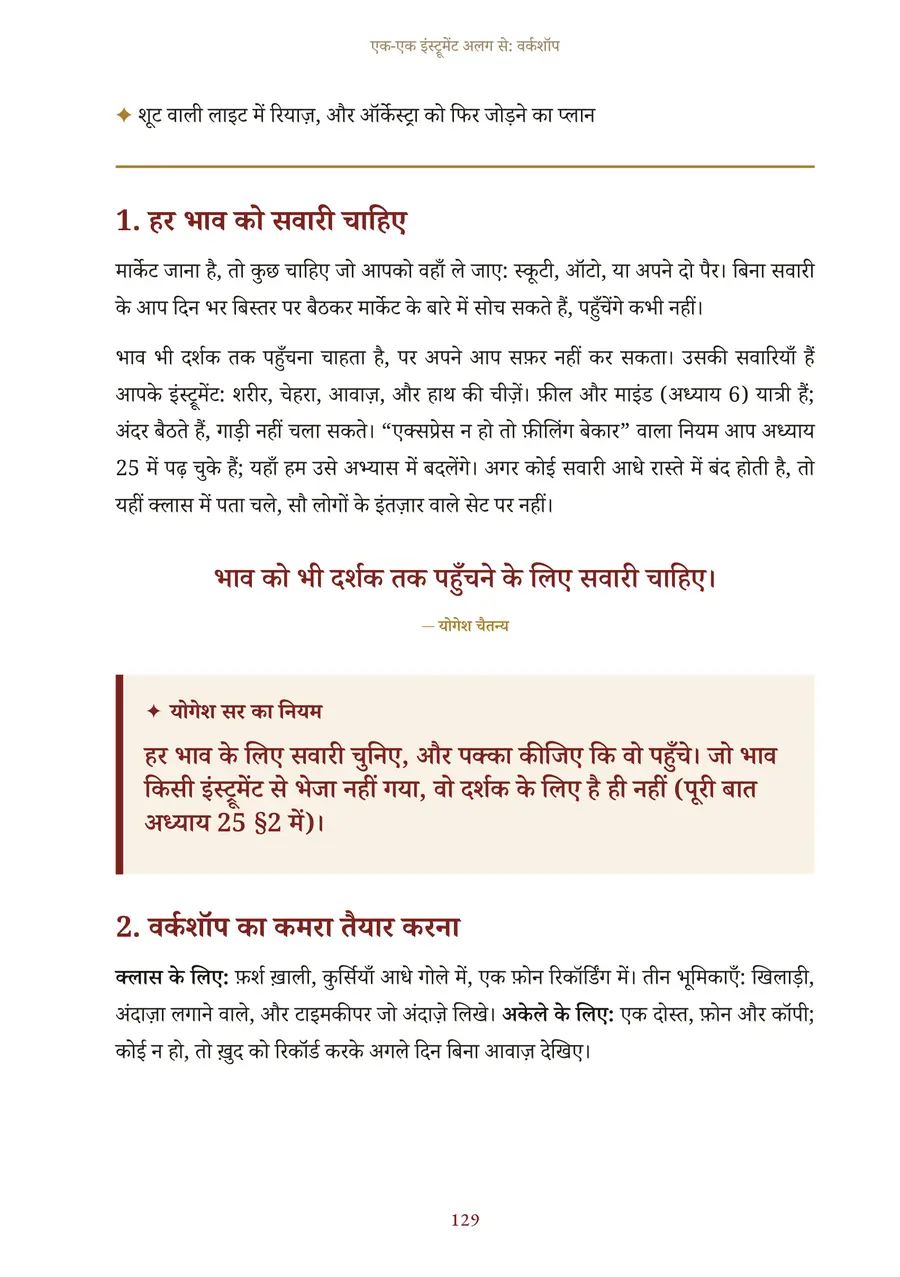 एक-एक इंस्ट्रूमेंट अलग से: वर्कशॉप
✦ शूट वाली लाइट में रियाज़, और ऑर्केस्ट्रा को फिर जोड़ने का प्लान
1. हर भाव को सवारी चाहिए
मार्केट जाना है, तो कुछ चाहिए जो आपको वहाँ ले जाए: स्कूटी, ऑटो, या अपने दो पैर। बिना सवारी
के आप दिन भर बिस्तर पर बैठकर मार्केट के बारे में सोच सकते हैं, पहुँचेंगे कभी नहीं।
भाव भी दर्शक तक पहुँचना चाहता है, पर अपने आप सफ़र नहीं कर सकता। उसकी सवारियाँ हैं
आपके इंस्ट्रूमेंट: शरीर, चेहरा, आवाज़, और हाथ की चीज़ें। फ़ील और माइंड (अध्याय 6) यात्री हैं;
अंदर बैठते हैं, गाड़ी नहीं चला सकते। “एक्सप्रेस न हो तो फ़ीलिंग बेकार” वाला नियम आप अध्याय
25 में पढ़ चुके हैं; यहाँ हम उसे अभ्यास में बदलेंगे। अगर कोई सवारी आधे रास्ते में बंद होती है, तो
यहीं क्लास में पता चले, सौ लोगों के इंतज़ार वाले सेट पर नहीं।
भाव को भी दर्शक तक पहुँचने के लिए सवारी चाहिए।
— योगेश चैतन्य
✦ योगेश सर का नियम
हर भाव के लिए सवारी चुनिए, और पक्का कीजिए कि वो पहुँचे। जो भाव
किसी इंस्ट्रूमेंट से भेजा नहीं गया, वो दर्शक के लिए है ही नहीं (पूरी बात
अध्याय 25 §2 में)।
2. वर्कशॉप का कमरा तैयार करना
क्लास के लिए: फ़र्श ख़ाली, कुर्सियाँ आधे गोले में, एक फ़ोन रिकॉर्डिंग में। तीन भूमिकाएँ: खिलाड़ी,
अंदाज़ा लगाने वाले, और टाइमकीपर जो अंदाज़े लिखे। अकेले के लिए: एक दोस्त, फ़ोन और कॉपी;
कोई न हो, तो ख़ुद को रिकॉर्ड करके अगले दिन बिना आवाज़ देखिए।
129